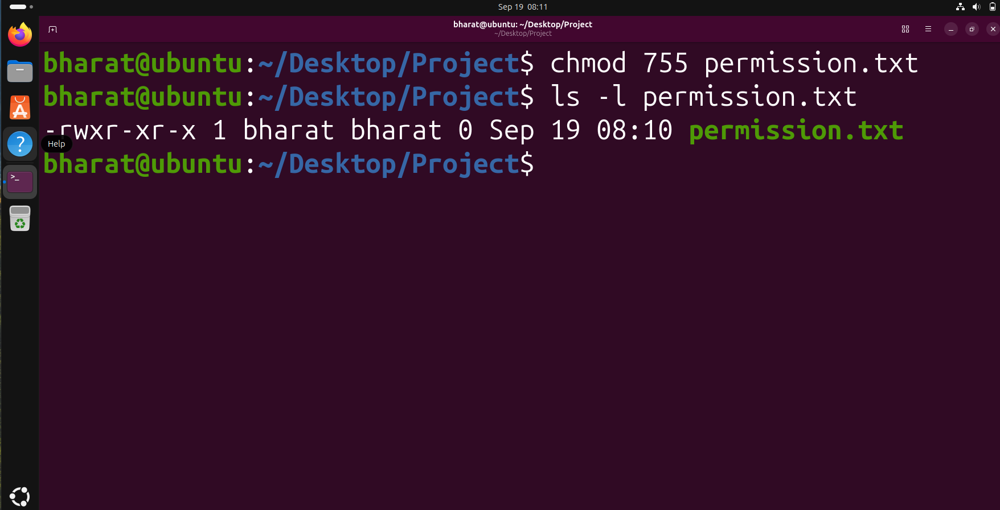 Sep 19 08:11
bharat@ubuntu: ~/Desktop/Project
~/Desktop/Project
bharat@ubuntu:~/Desktop/Project$ chmod 755 permission.txt
bharat@ubuntu:~/Desktop/Project$ ls -l permission.txt
-rwxr-xr-x 1 bharat bharat 0 Sep 19 08:10 permission.txt
Help
bharat@ubuntu:~/Desktop/Project$